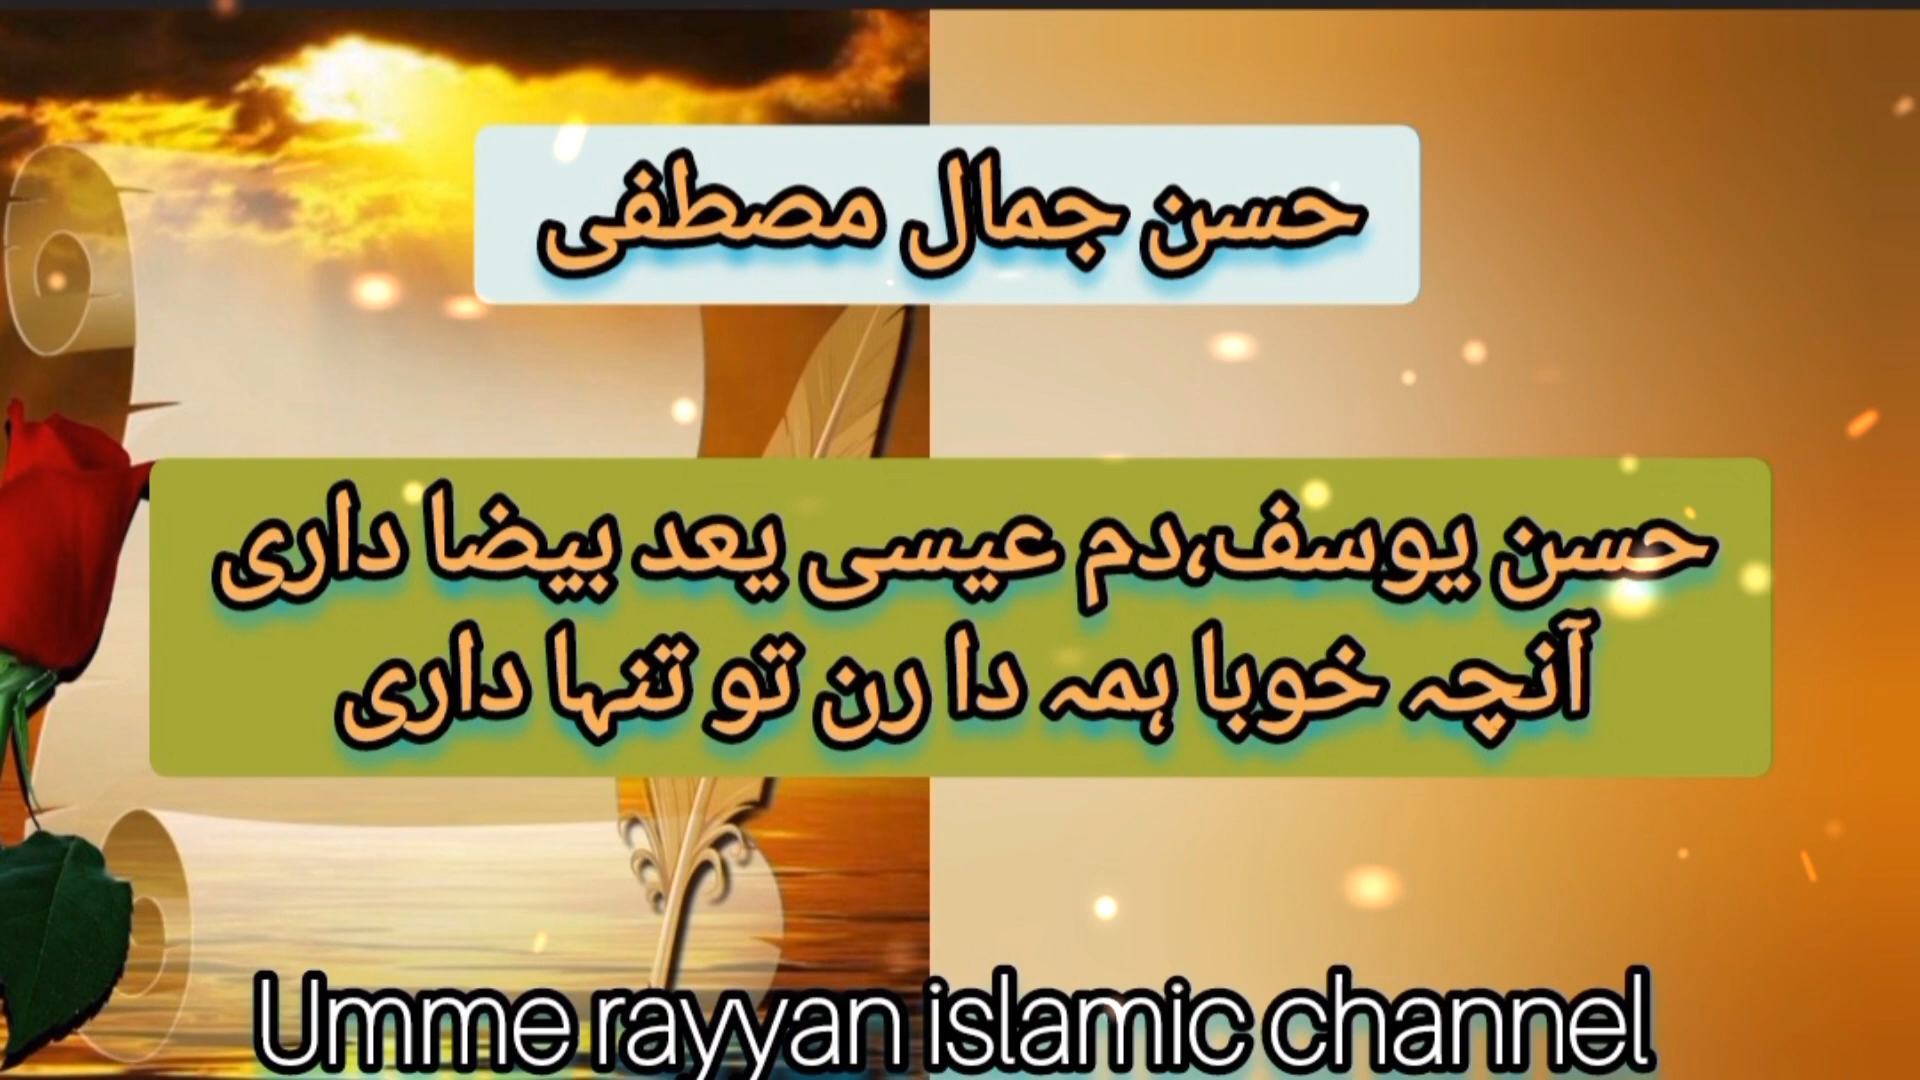 حسن جمال مصطفی
حسن یوسف،دم عیسی یعد بیضا داری
آنچہ خوبا ہمہ دا رن تو تنہا داری
Umme rayyan islamic channel